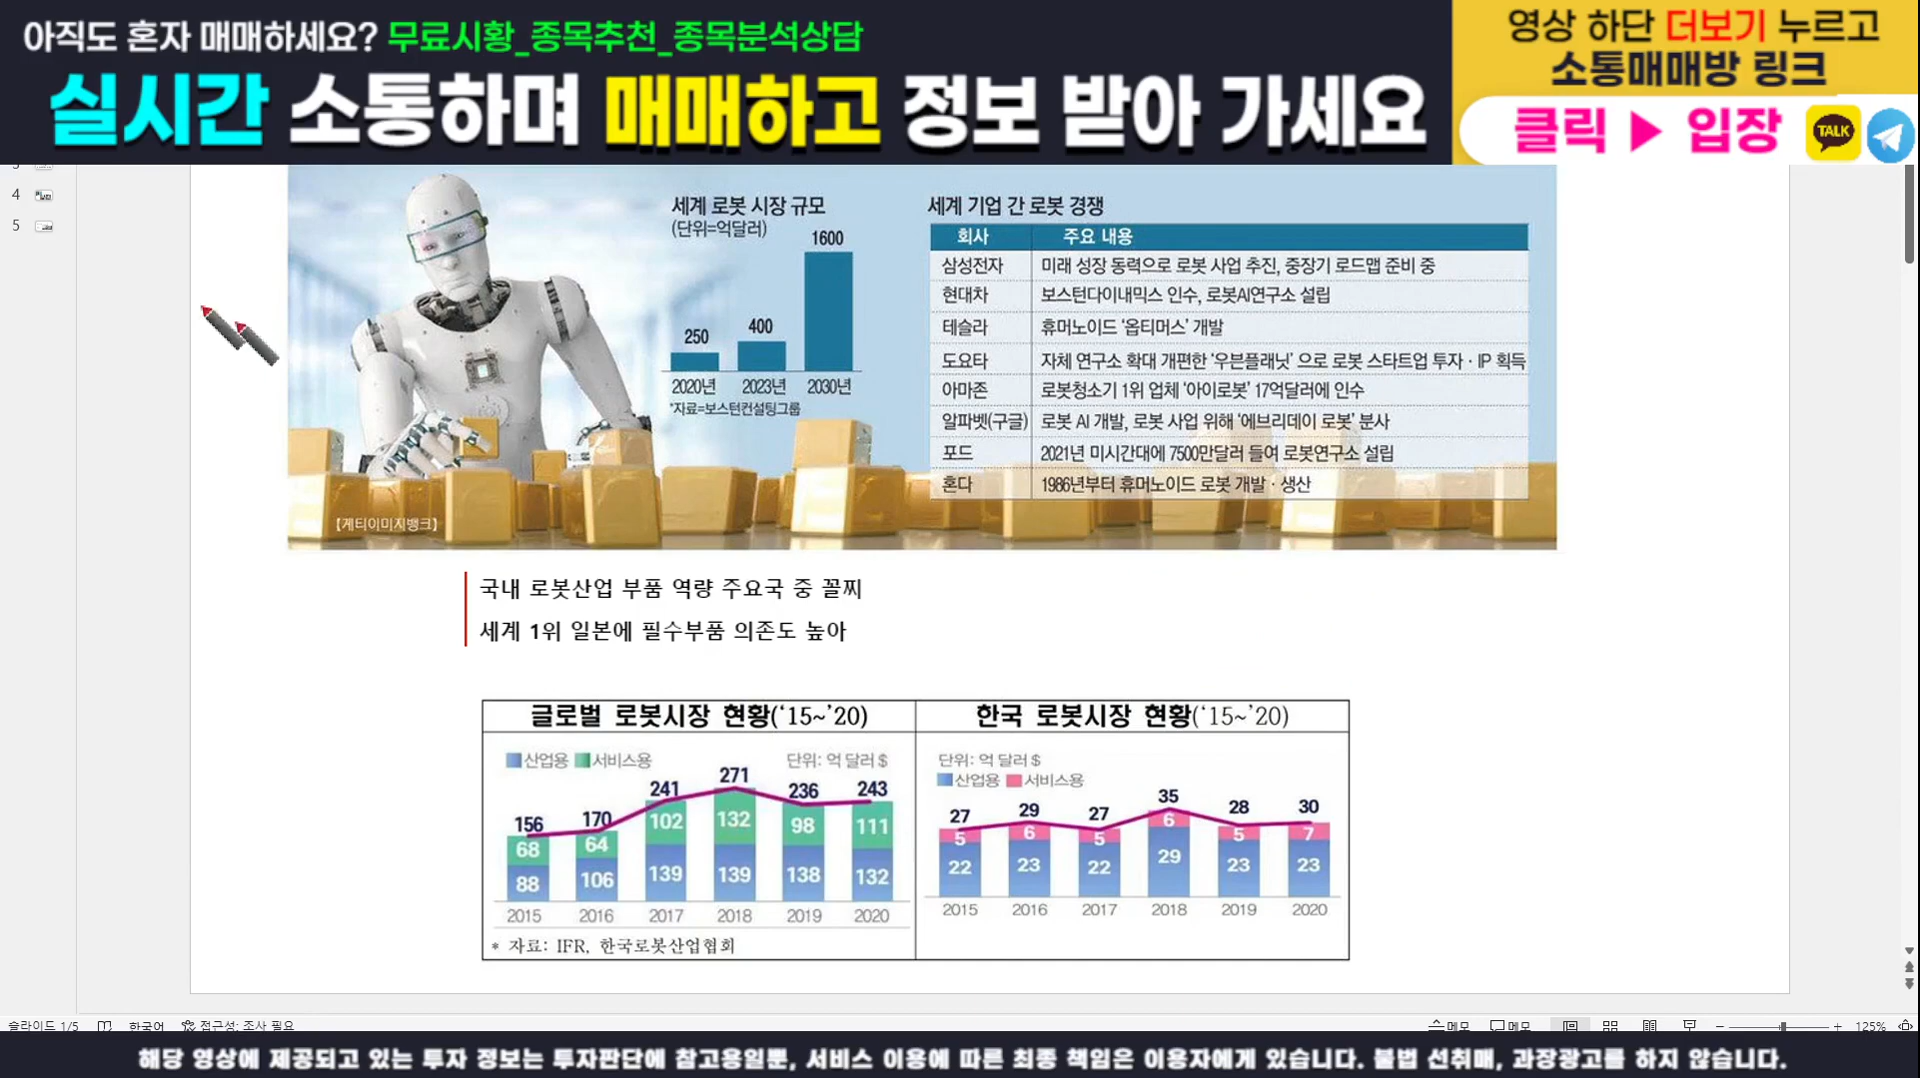 아직도 혼자 매매하세요? 무료시황_종목추천_종목분석상담
실시간 소통하며 매매하고 정보 받아 가세요
영상 하단 더보기 누르고
소통매매방 링크
클릭 ▶ 입장
TALK
4
5
세계 로봇 시장 규모
(단위=억달러)
1600
400
250
2020년 2023년 2030년
*자료=보스턴컨설팅그룹
【게티이미지뱅크】
세계 기업 간 로봇 경쟁
회사 주요 내용
삼성전자 미래 성장 동력으로 로봇 사업 추진, 중장기 로드맵 준비 중
현대차 보스턴다이내믹스 인수, 로봇AI연구소 설립
테슬라 휴머노이드 ‘옵티머스’ 개발
도요타 자체 연구소 확대 개편한 ‘우븐플래닛’ 으로 로봇 스타트업 투자 · IP 획득
아마존 로봇청소기 1위 업체 ‘아이로봇’ 17억달러에 인수
알파벳(구글) 로봇 AI 개발, 로봇 사업 위해 ‘에브리데이 로봇’ 분사
포드 2021년 미시간대에 7500만달러 들여 로봇연구소 설립
혼다 1986년부터 휴머노이드 로봇 개발 · 생산
국내 로봇산업 부품 역량 주요국 중 꼴찌
세계 1위 일본에 필수부품 의존도 높아
글로벌 로봇시장 현황(‘15~’20)
산업용 서비스용 단위: 억 달러 $
156 170 241 271 236 243
68 64 102 132 98 111
88 106 139 139 138 132
2015 2016 2017 2018 2019 2020
* 자료: IFR, 한국로봇산업협회
한국 로봇시장 현황(‘15~’20)
단위: 억 달러 $
산업용 서비스용
27 29 27 35 28 30
5 6 5 6 5 7
22 23 22 29 23 23
2015 2016 2017 2018 2019 2020
슬라이드 1/5 한국어 접근성: 조사 필요
메모 메모 125%
해당 영상에 제공되고 있는 투자 정보는 투자판단에 참고용일뿐, 서비스 이용에 따른 최종 책임은 이용자에게 있습니다. 불법 선취매, 과장광고를 하지 않습니다.